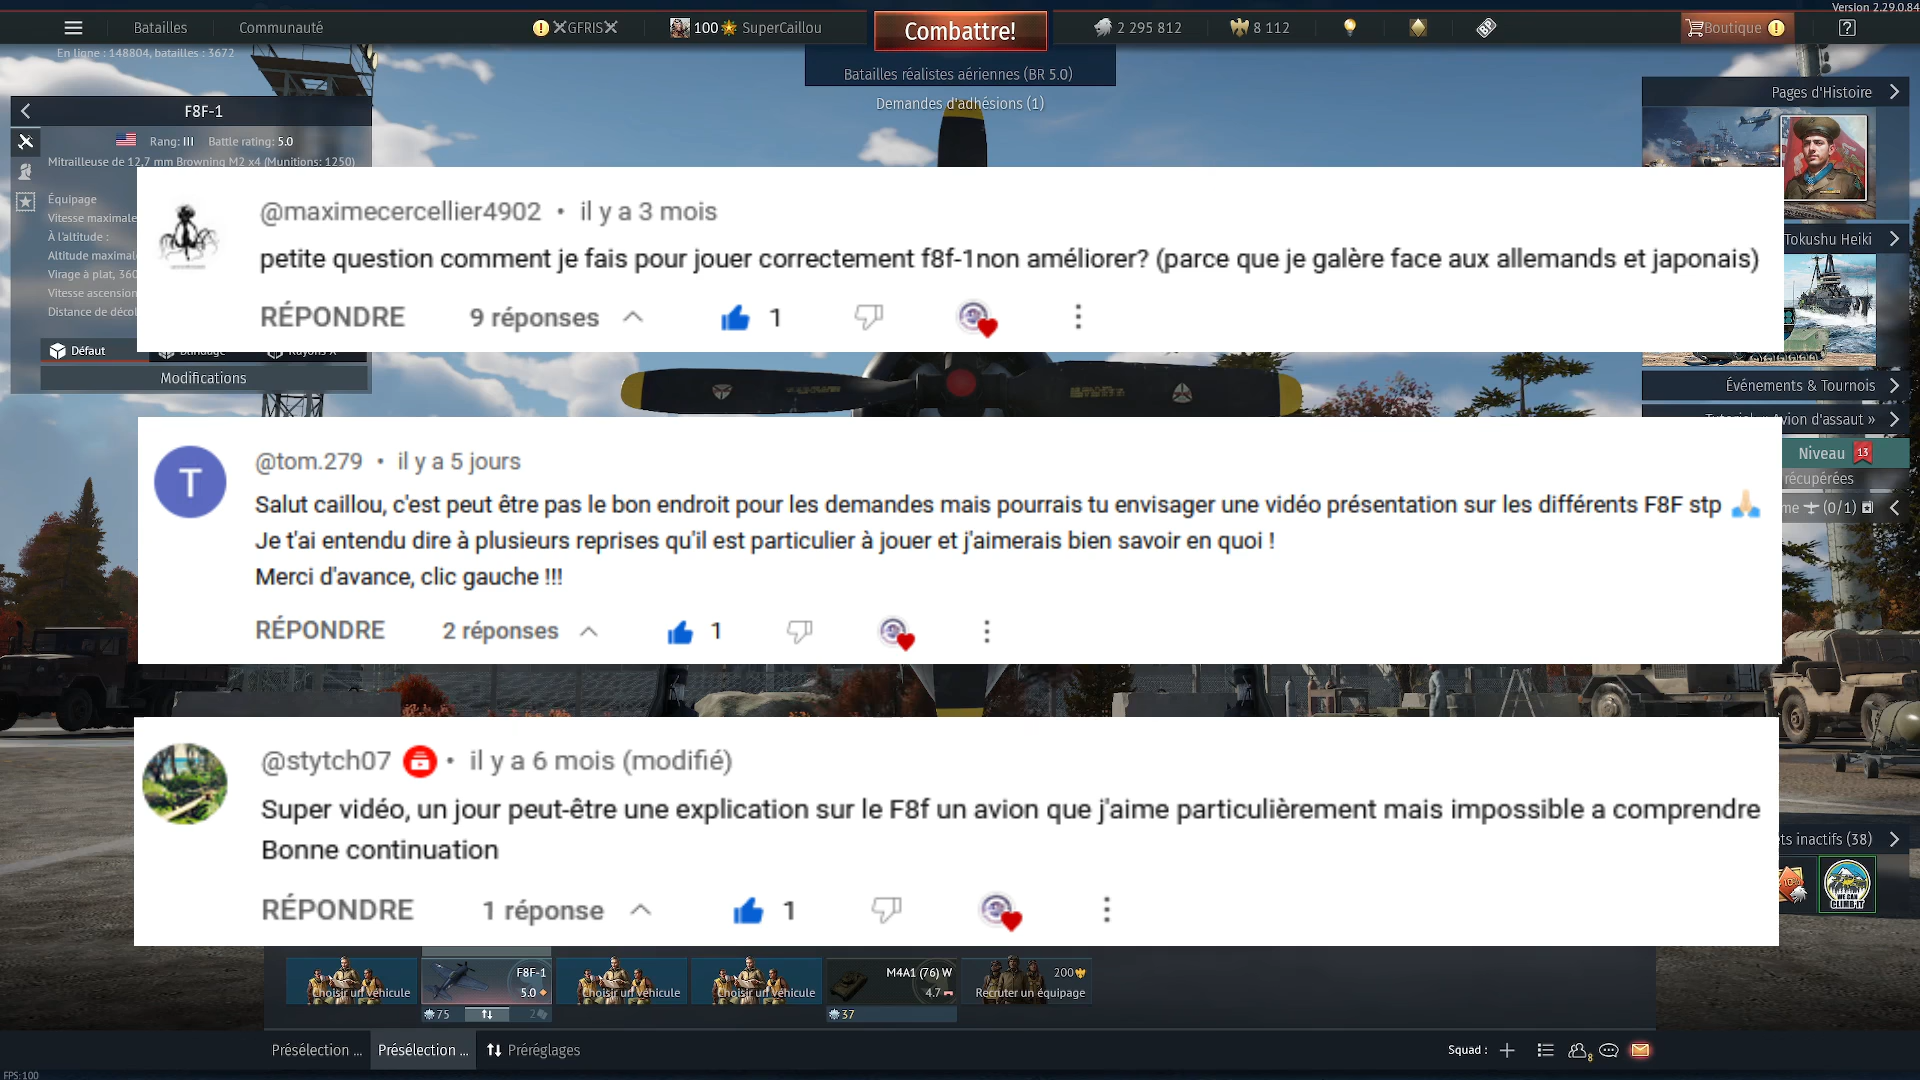 Version 2.29.0.84
Batailles
Communauté
GFRIS
100
SuperCaillou
Combattre!
2 295 812
8 112
Boutique
En ligne : 148804, batailles : 3672
Batailles réalistes aériennes (BR 5.0)
Demandes d'adhésions (1)
F8F-1
Rang: III Battle rating: 5.0
Mitrailleuse de 12,7 mm Browning M2 x4 (Munitions: 1250)
Équipage
Vitesse maximale
À l'altitude :
Altitude maximal
Virage à plat, 360
Vitesse ascension
Distance de décol
Défaut
Modifications
Pages d'Histoire
Tokushu Heiki
Événements & Tournois
vion d'assaut »
Niveau 13
récupérées
me (0/1)
@maximecercellier4902 • il y a 3 mois
petite question comment je fais pour jouer correctement f8f-1non améliorer? (parce que je galère face aux allemands et japonais)
RÉPONDRE 9 réponses 1
T
@tom.279 • il y a 5 jours
Salut caillou, c'est peut être pas le bon endroit pour les demandes mais pourrais tu envisager une vidéo présentation sur les différents F8F stp 🙏🏻
Je t'ai entendu dire à plusieurs reprises qu'il est particulier à jouer et j'aimerais bien savoir en quoi !
Merci d'avance, clic gauche !!!
RÉPONDRE 2 réponses 1
@stytch07 • il y a 6 mois (modifié)
Super vidéo, un jour peut-être une explication sur le F8f un avion que j'aime particulièrement mais impossible a comprendre
Bonne continuation
RÉPONDRE 1 réponse 1
ts inactifs (38)
WE CAN
CLIMB IT
Choisir un véhicule
F8F-1
5.0
75
Choisir un véhicule
Choisir un véhicule
M4A1 (76) W
4.7
37
200
Recruter un équipage
Présélection ...
Présélection ...
Préréglages
Squad :
8
FPS:100